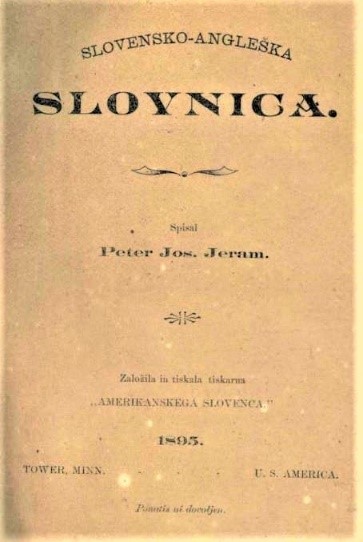 SLOVENSKO-ANGLEŠKA
SLOVNICA.
Spisal
Peter Jos. Jeram.
Založila in tiskala tiskarna
„AMERIKANSKEGA SLOVENCA.”
1895.
TOWER, MINN. . . . U. S. AMERICA.
Ponatis ni dovoljen.